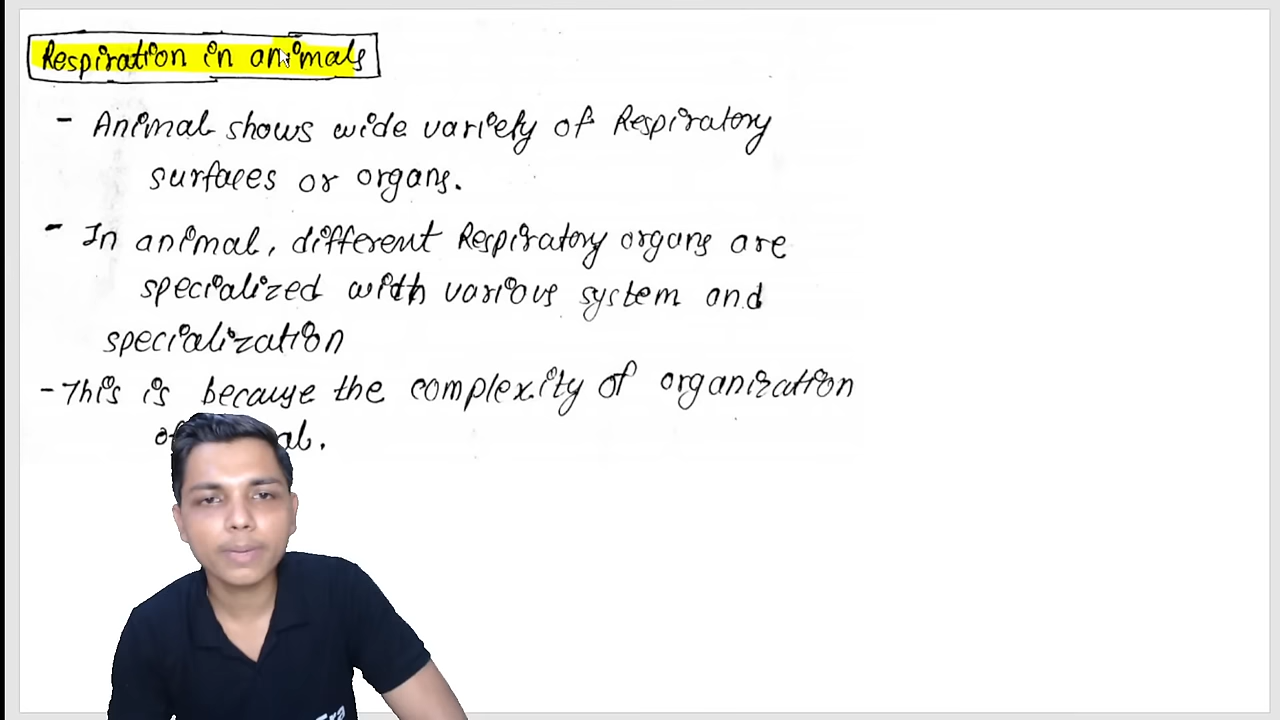 Respiration in animals
- Animal shows wide variety of Respiratory
surfaces or organs.
- In animal, different Respiratory organs are
specialized with various system and
specialization
- This is because the complexity of organization